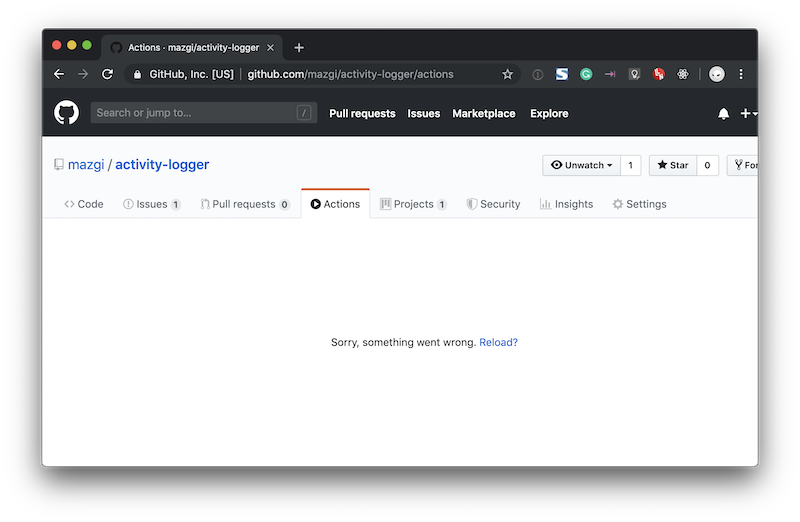 Actions · mazgi/activity-logger
GitHub, Inc. [US] | github.com/mazgi/activity-logger/actions
Search or jump to... /
Pull requests Issues Marketplace Explore
mazgi / activity-logger
Unwatch 1 Star 0 For
Code Issues 1 Pull requests 0 Actions Projects 1 Security Insights Settings
Sorry, something went wrong. Reload?